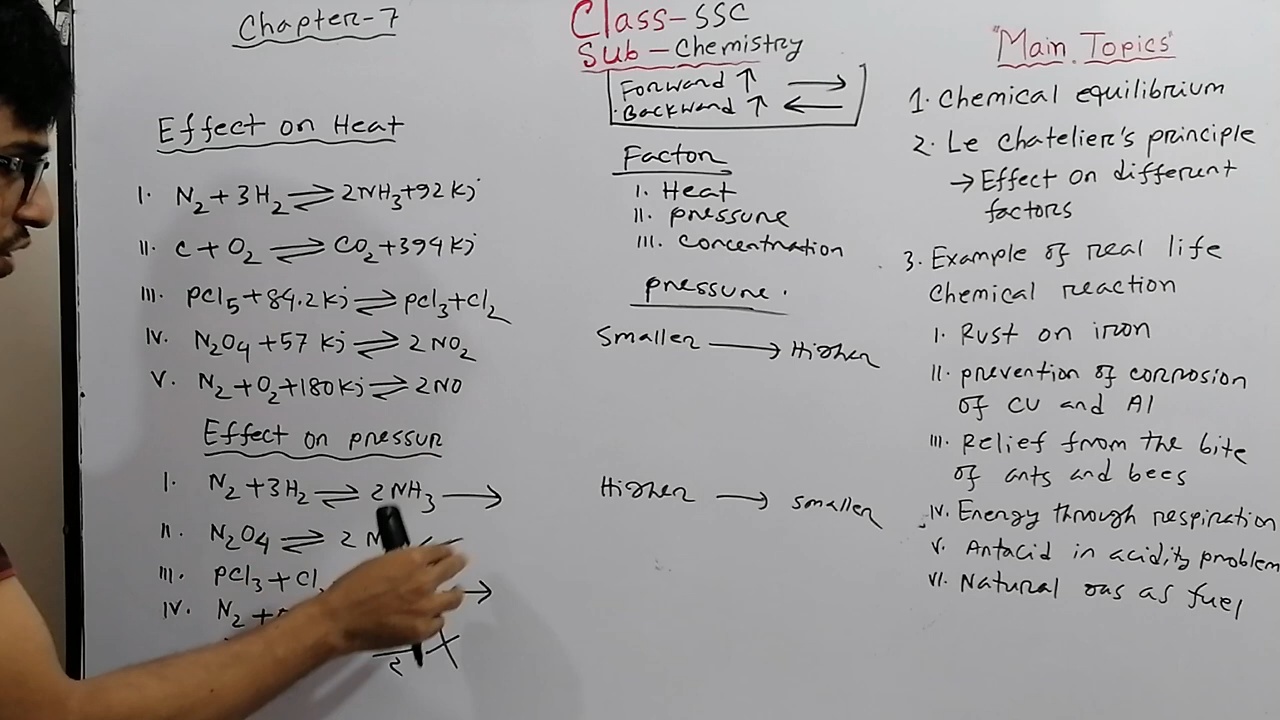 Chapter-7
Effect on Heat
I. N₂ + 3H₂ ⇌ 2NH₃ + 92 Kj
II. C + O₂ ⇌ CO₂ + 394 Kj
III. PCl₅ + 84.2 Kj ⇌ PCl₃ + Cl₂
IV. N₂O₄ + 57 Kj ⇌ 2 NO₂
V. N₂ + O₂ + 180 Kj ⇌ 2NO
Effect on pressur
I. N₂ + 3H₂ ⇌ 2NH₃ →
II. N₂O₄ ⇌ 2
III. PCl₃ +
IV. N₂ +
2
Class-SSC
Sub-Chemistry
Forward ↑ →
Backward ↑ ←
Factor
I. Heat
II. pressure
III. concentration
pressure.
Smaller → Higher
Higher → smaller
"Main Topics"
1. Chemical equilibrium
2. Le Chatelier's principle
→ Effect on different
factors
3. Example of real life
Chemical reaction
I. Rust on iron
II. prevention of corrosion
of CU and Al
III. Relief from the bite
of ants and bees
IV. Energy through respiration
V. Antacid in acidity problem
VI. Natural gas as fuel